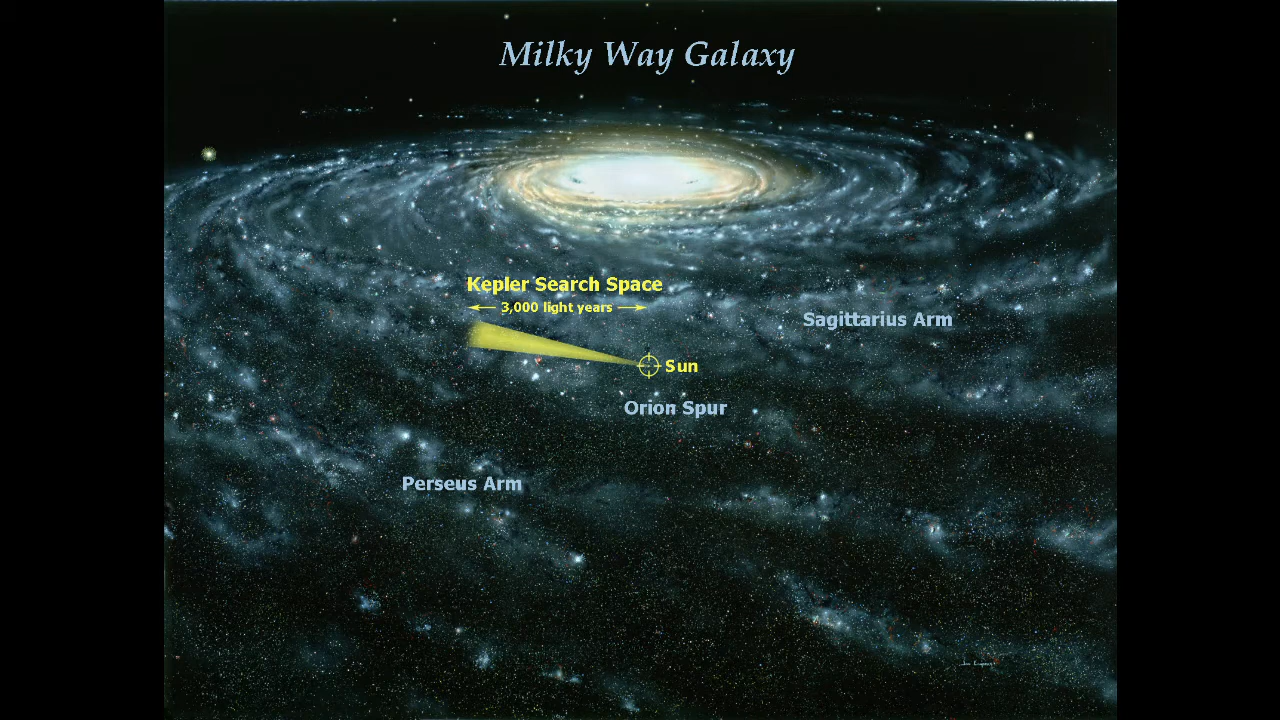 Milky Way Galaxy
Kepler Search Space
3,000 light years
Sagittarius Arm
Sun
Orion Spur
Perseus Arm